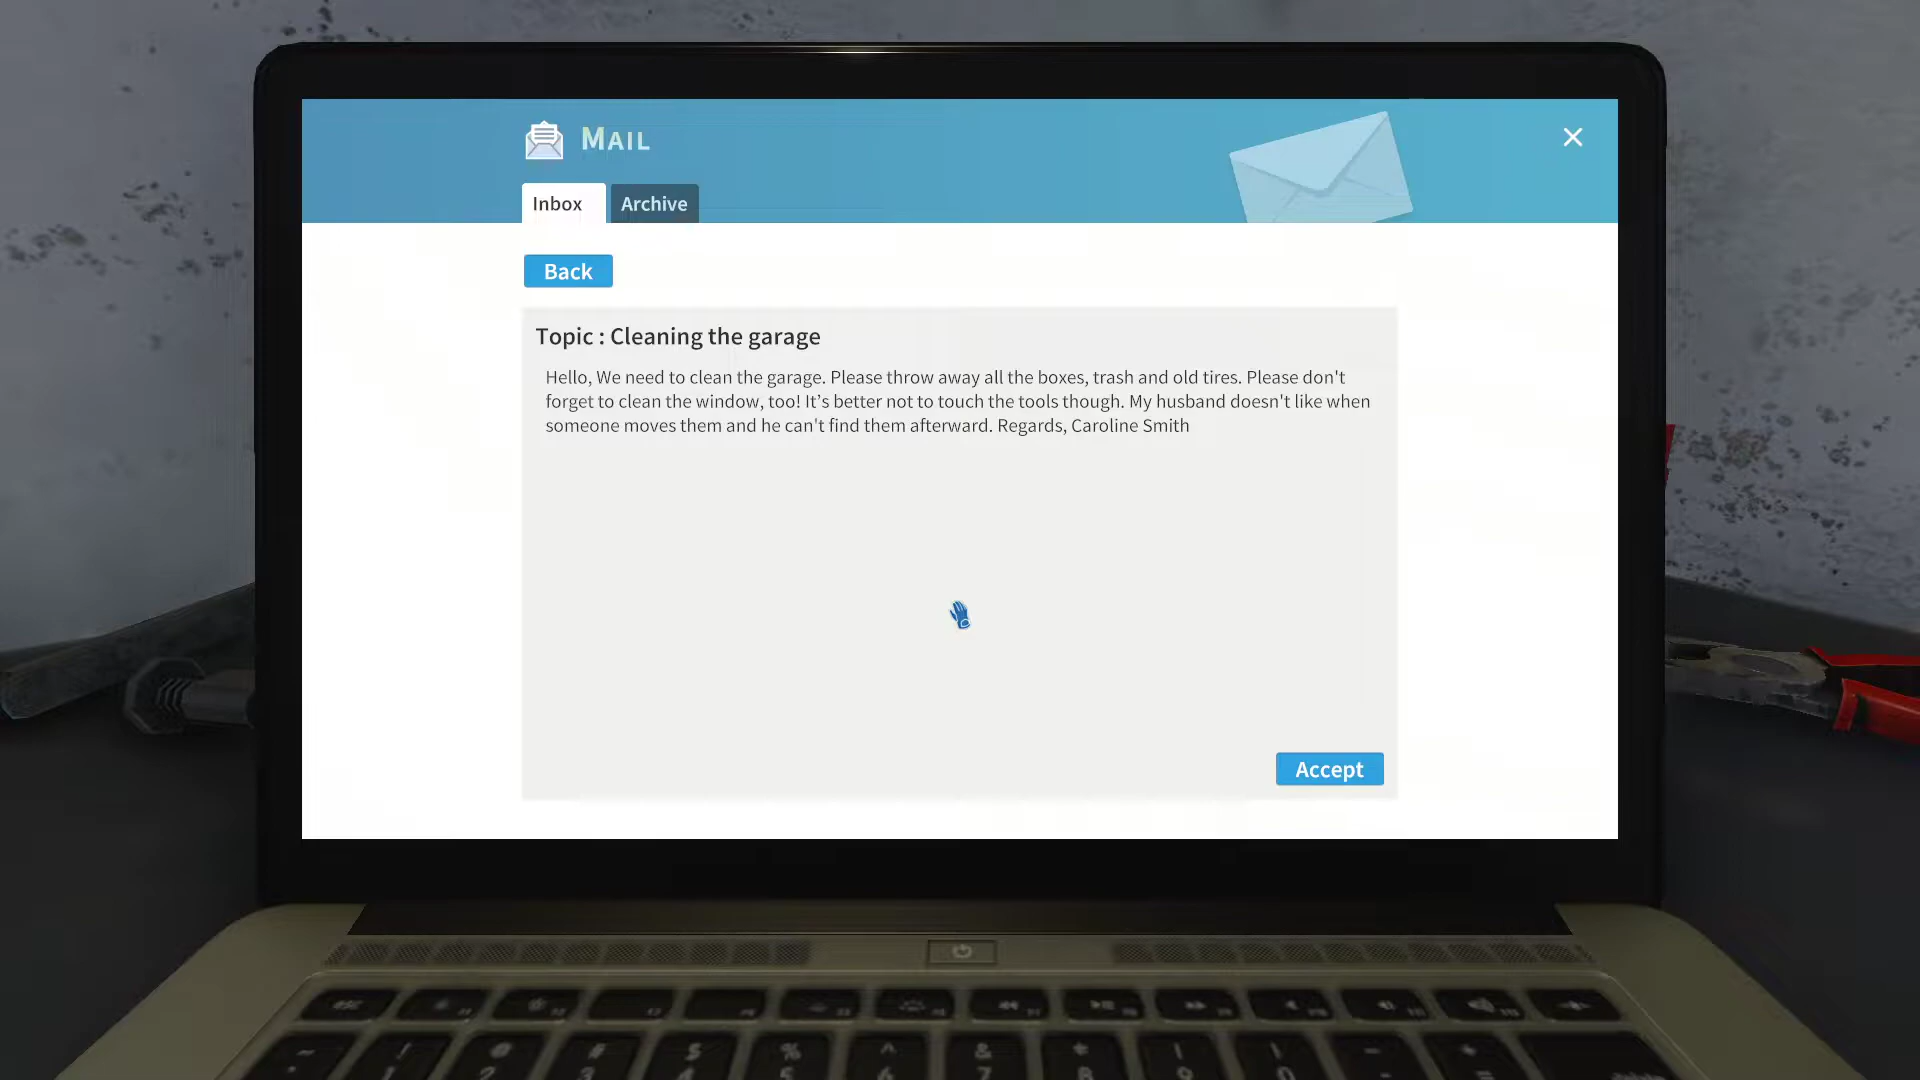 MAIL
Inbox
Archive
Back
Topic : Cleaning the garage
Hello, We need to clean the garage. Please throw away all the boxes, trash and old tires. Please don't
forget to clean the window, too! It’s better not to touch the tools though. My husband doesn't like when
someone moves them and he can't find them afterward. Regards, Caroline Smith
Accept
esc